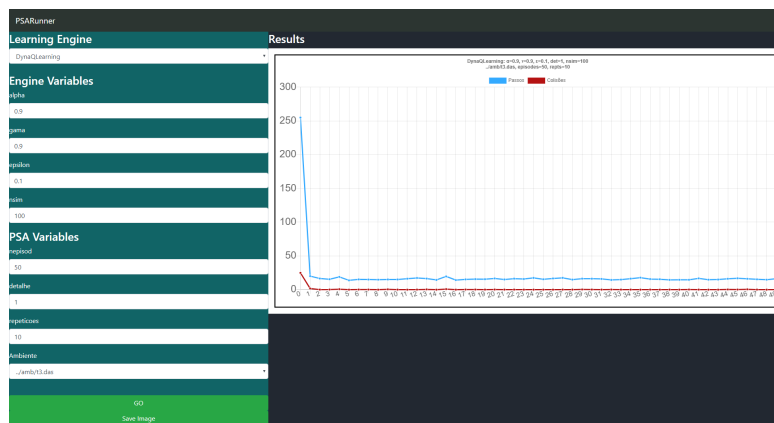 PSARunner
Learning Engine
DynaQLearning
Engine Variables
alpha
0.9
gama
0.9
epsilon
0.1
nsim
100
PSA Variables
nepisod
50
detalhe
1
repeticoes
10
Ambiente
../amb/t3.das
GO
Save Image
Results
DynaQLearning: α=0.9, γ=0.9, ε=0.1, det=1, nsim=100
../amb/t3.das, episodes=50, repts=10
Passos Colisões
300
250
200
150
100
50
0
0 1 2 3 4 5 6 7 8 9 10 11 12 13 14 15 16 17 18 19 20 21 22 23 24 25 26 27 28 29 30 31 32 33 34 35 36 37 38 39 40 41 42 43 44 45 46 47 48